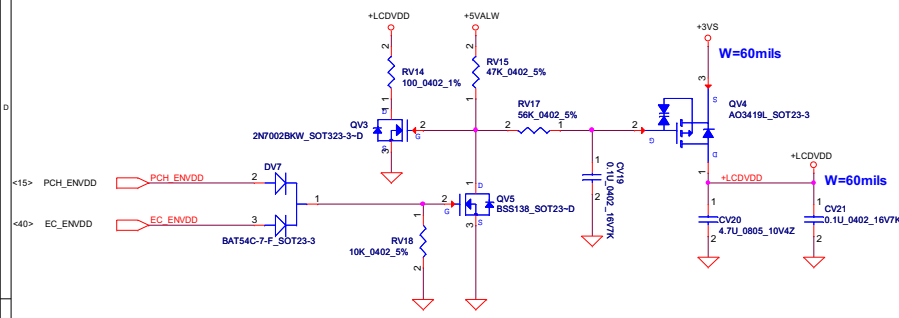 +LCDVDD
+5VALW
+3VS
W=60mils
2
2
RV14
100_0402_1%
RV15
47K_0402_5%
1
1
3
S
D
QV3
2N7002BKW_SOT323-3~D
D
G
S
2
3
RV17
56K_0402_5%
2
1
2
G
QV4
AO3419L_SOT23-3
D
1
1
CV19
0.1U_0402_16V7K
2
+LCDVDD
+LCDVDD
W=60mils
DV7
<15>
PCH_ENVDD
PCH_ENVDD
2
1
<40>
EC_ENVDD
EC_ENVDD
3
BAT54C-7-F_SOT23-3
1
D
2
G
QV5
BSS138_SOT23~D
3
S
1
RV18
10K_0402_5%
2
1
CV20
4.7U_0805_10V4Z
2
1
CV21
0.1U_0402_16V7K
2